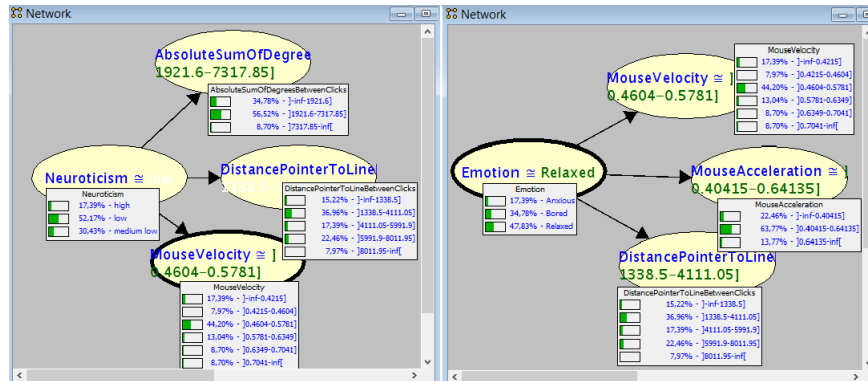 Network
AbsoluteSumOfDegree
1921.6-7317.85]
AbsoluteSumOfDegreesBetweenClicks
34,78% - ]-inf-1921.6]
56,52% - ]1921.6-7317.85]
8,70% - ]7317.85-inf[
Neuroticism ≅ low
Neuroticism
17,39% - high
52,17% - low
30,43% - medium low
DistancePointerToLine
1338.5-4111.05]
DistancePointerToLineBetweenClicks
15,22% - ]-inf-1338.5]
36,96% - ]1338.5-4111.05]
17,39% - ]4111.05-5991.9]
22,46% - ]5991.9-8011.95]
7,97% - ]8011.95-inf[
MouseVelocity ≅ ]
0.4604-0.5781]
MouseVelocity
17,39% - ]-inf-0.4215]
7,97% - ]0.4215-0.4604]
44,20% - ]0.4604-0.5781]
13,04% - ]0.5781-0.6349]
8,70% - ]0.6349-0.7041]
8,70% - ]0.7041-inf[
Network
MouseVelocity ≅ ]
0.4604-0.5781]
MouseVelocity
17,39% - ]-inf-0.4215]
7,97% - ]0.4215-0.4604]
44,20% - ]0.4604-0.5781]
13,04% - ]0.5781-0.6349]
8,70% - ]0.6349-0.7041]
8,70% - ]0.7041-inf[
Emotion ≅ Relaxed
Emotion
17,39% - Anxious
34,78% - Bored
47,83% - Relaxed
MouseAcceleration ≅ ]
0.40415-0.64135]
MouseAcceleration
22,46% - ]-inf-0.40415]
63,77% - ]0.40415-0.64135]
13,77% - ]0.64135-inf[
DistancePointerToLine
1338.5-4111.05]
DistancePointerToLineBetweenClicks
15,22% - ]-inf-1338.5]
36,96% - ]1338.5-4111.05]
17,39% - ]4111.05-5991.9]
22,46% - ]5991.9-8011.95]
7,97% - ]8011.95-inf[